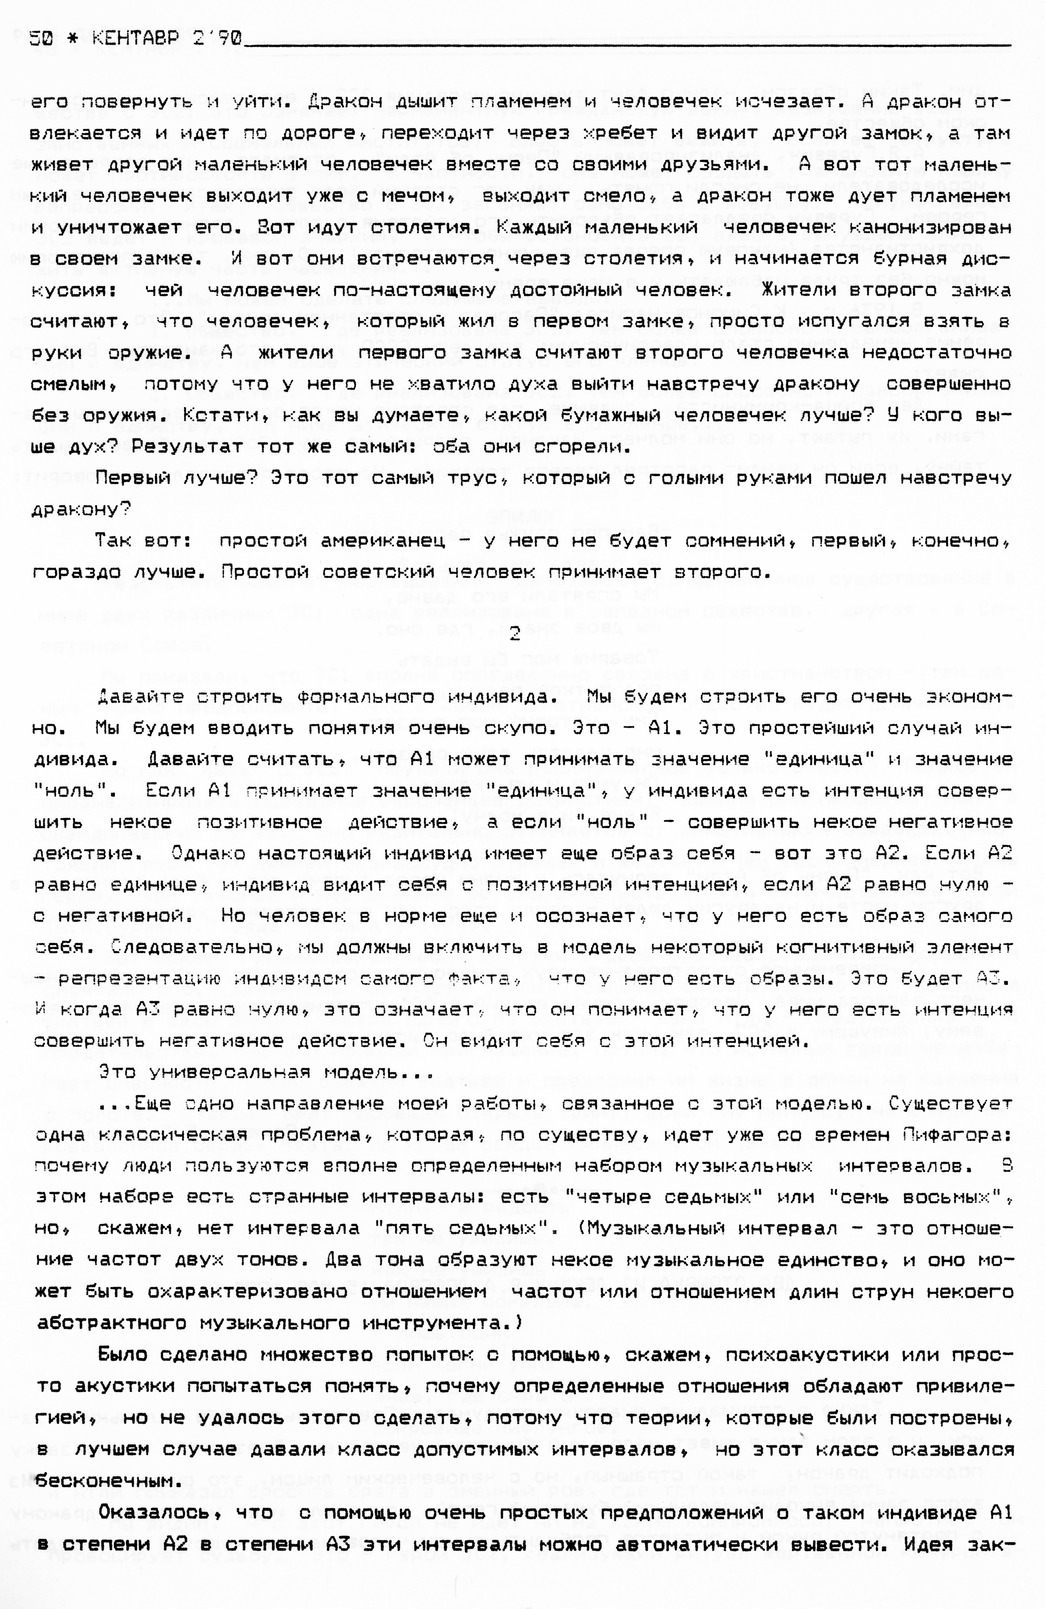 50 * КЕНТАВР 2'90
его повернуть и уйти. Дракон дышит пламенем и человечек исчезает. А дракон от-
влекается и идет по дороге, переходит через хребет и видит другой замок, а там
живет другой маленький человечек вместе со своими друзьями. А вот тот малень-
кий человечек выходит уже с мечом, выходит смело, а дракон тоже дует пламенем
и уничтожает его. Вот идут столетия. Каждый маленький человечек канонизирован
в своем замке. И вот они встречаются через столетия, и начинается бурная дис-
куссия: чей человечек по-настоящему достойный человек. Жители второго замка
считают, что человечек, который жил в первом замке, просто испугался взять в
руки оружие. А жители первого замка считают второго человечка недостаточно
смелым, потому что у него не хватило духа выйти навстречу дракону совершенно
без оружия. Кстати, как вы думаете, какой бумажный человечек лучше? У кого вы-
ше дух? Результат тот же самый: оба они сгорели.
Первый лучше? Это тот самый трус, который с голыми руками пошел навстречу
дракону?
Так вот: простой американец - у него не будет сомнений, первый, конечно,
гораздо лучше. Простой советский человек принимает второго.
2
Давайте строить формального индивида. Мы будем строить его очень эконом-
но. Мы будем вводить понятия очень скупо. Это - А1. Это простейший случай ин-
дивида. Давайте считать, что А1 может принимать значение "единица" и значение
"ноль". Если А1 принимает значение "единица", у индивида есть интенция совер-
шить некое позитивное действие, а если "ноль" - совершить некое негативное
действие. Однако настоящий индивид имеет еще образ себя - вот это А2. Если А2
равно единице, индивид видит себя с позитивной интенцией, если А2 равно нулю -
с негативной. Но человек в норме еще и осознает, что у него есть образ самого
себя. Следовательно, мы должны включить в модель некоторый когнитивный элемент
- репрезентацию индивидом самого факта, что у него есть образы. Это будет А3.
И когда А3 равно нулю, это означает, что он понимает, что у него есть интенция
совершить негативное действие. Он видит себя с этой интенцией.
Это универсальная модель...
...Еще одно направление моей работы, связанное с этой моделью. Существует
одна классическая проблема, которая, по существу, идет уже со времен Пифагора:
почему люди пользуются вполне определенным набором музыкальных интервалов. В
этом наборе есть странные интервалы: есть "четыре седьмых" или "семь восьмых",
но, скажем, нет интервала "пять седьмых". (Музыкальный интервал - это отноше-
ние частот двух тонов. Два тона образуют некое музыкальное единство, и оно мо-
жет быть охарактеризовано отношением частот или отношением длин струн некоего
абстрактного музыкального инструмента.)
Было сделано множество попыток с помощью, скажем, психоакустики или прос-
то акустики попытаться понять, почему определенные отношения обладают привиле-
гией, но не удалось этого сделать, потому что теории, которые были построены,
в лучшем случае давали класс допустимых интервалов, но этот класс оказывался
бесконечным.
Оказалось, что с помощью очень простых предположений о таком индивиде А1
в степени А2 в степени А3 эти интервалы можно автоматически вывести. Идея зак-